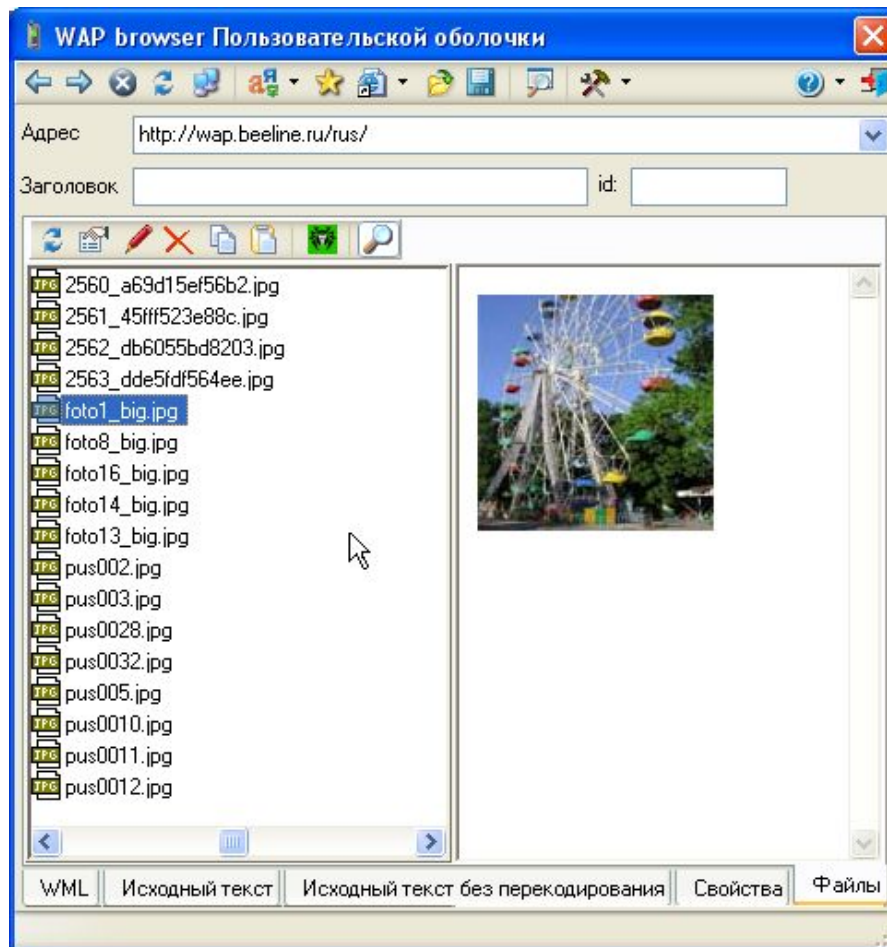 WAP browser Пользовательской оболочки
Адрес http://wap.beeline.ru/rus/
Заголовок id:
2560_a69d15ef56b2.jpg
2561_45fff523e88c.jpg
2562_db6055bd8203.jpg
2563_dde5fdf564ee.jpg
foto1_big.jpg
foto8_big.jpg
foto16_big.jpg
foto14_big.jpg
foto13_big.jpg
pus002.jpg
pus003.jpg
pus0028.jpg
pus0032.jpg
pus005.jpg
pus0010.jpg
pus0011.jpg
pus0012.jpg
WML Исходный текст Исходный текст без перекодирования Свойства Файлы